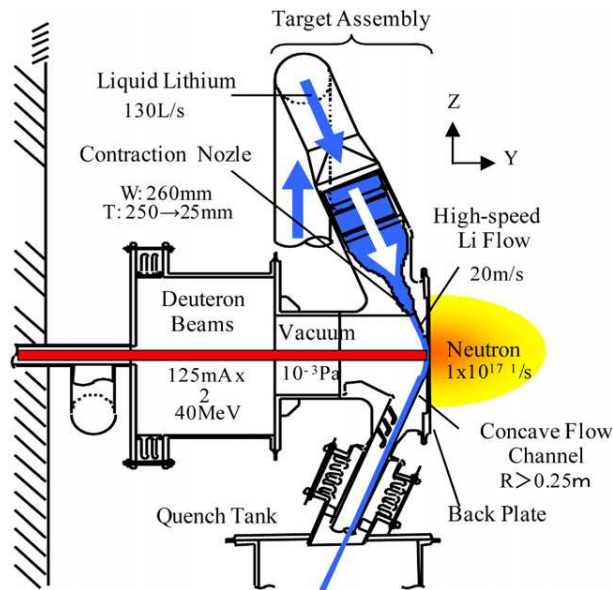 Target Assembly
Liquid Lithium
130L/s
Z
Y
Contraction Nozle
W:260mm
T:250→25mm
High-speed
Li Flow
20m/s
Deuteron
Beams
Vacuum
Neutron
125mA x
2
40MeV
10⁻³Pa
1x10¹⁷ 1/s
Concave Flow
Channel
R＞0.25m
Quench Tank
Back Plate